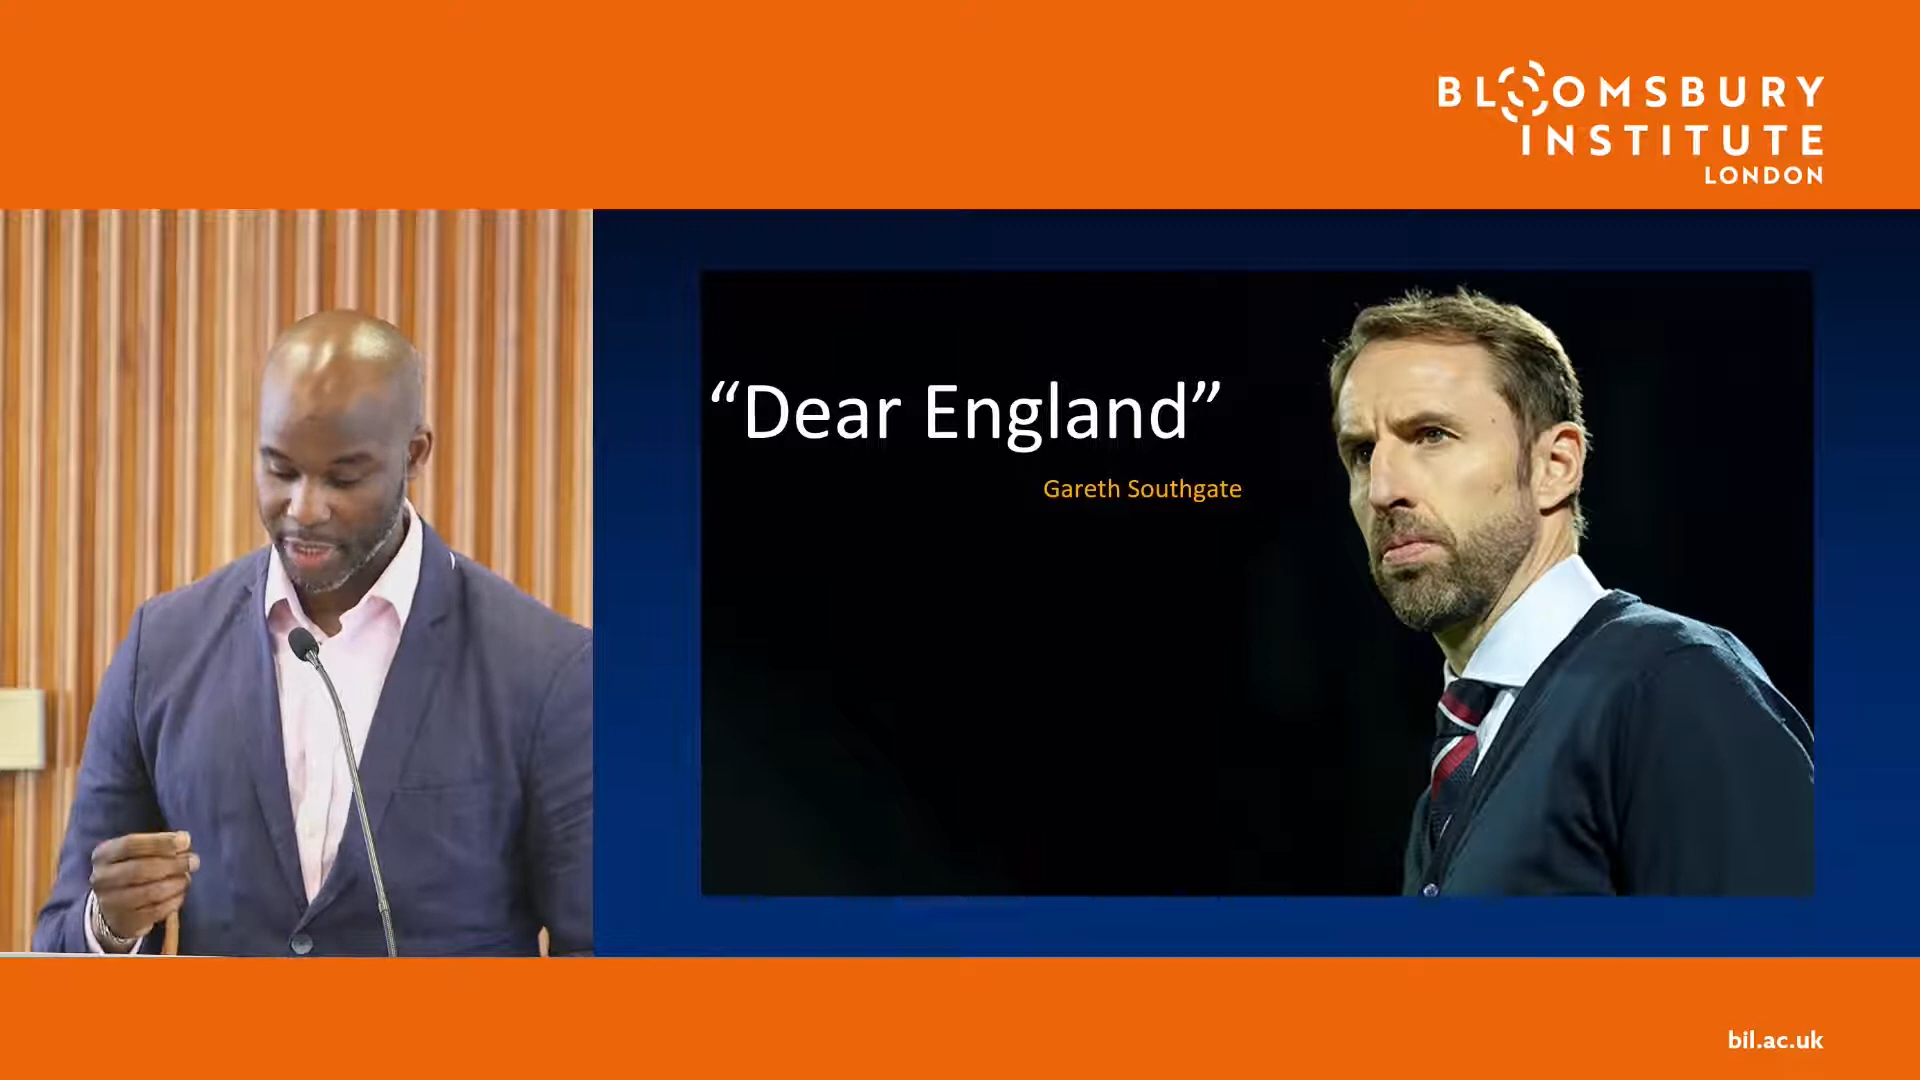 BLOOMSBURY
INSTITUTE
LONDON
“Dear England”
Gareth Southgate
bil.ac.uk